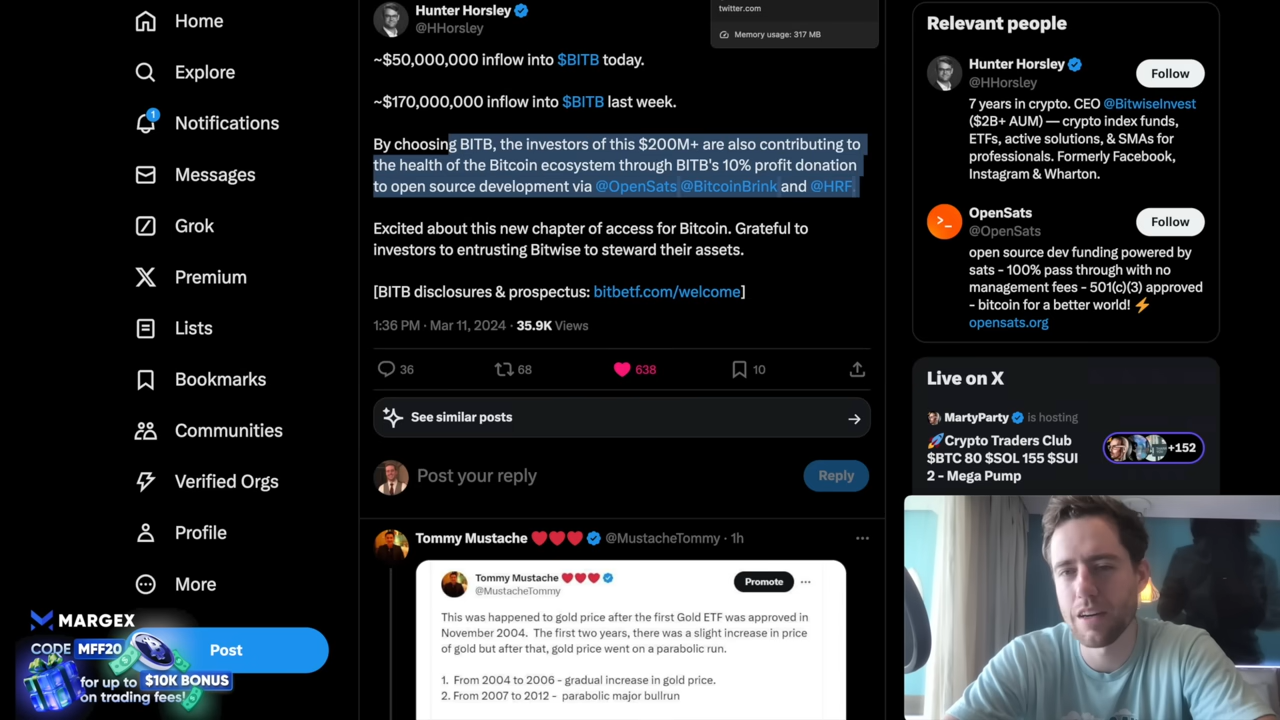 Home
Explore
1
Notifications
Messages
Grok
Premium
Lists
Bookmarks
Communities
Verified Orgs
Profile
More
Post
MARGEX
CODE MFF20
for up to $10K BONUS
on trading fees!
Hunter Horsley
@HHorsley
twitter.com
Memory usage: 317 MB
~$50,000,000 inflow into $BITB today.
~$170,000,000 inflow into $BITB last week.
By choosing BITB, the investors of this $200M+ are also contributing to
the health of the Bitcoin ecosystem through BITB's 10% profit donation
to open source development via @OpenSats @BitcoinBrink and @HRF.
Excited about this new chapter of access for Bitcoin. Grateful to
investors to entrusting Bitwise to steward their assets.
[BITB disclosures & prospectus: bitbetf.com/welcome]
1:36 PM · Mar 11, 2024 · 35.9K Views
36 68 638 10
See similar posts
Post your reply
Reply
Tommy Mustache @MustacheTommy · 1h
Tommy Mustache
@MustacheTommy
Promote
This was happened to gold price after the first Gold ETF was approved in
November 2004. The first two years, there was a slight increase in price
of gold but after that, gold price went on a parabolic run.
1. From 2004 to 2006 - gradual increase in gold price.
2. From 2007 to 2012 - parabolic major bullrun
Relevant people
Hunter Horsley
@HHorsley
Follow
7 years in crypto. CEO @BitwiseInvest
($2B+ AUM) — crypto index funds,
ETFs, active solutions, & SMAs for
professionals. Formerly Facebook,
Instagram & Wharton.
OpenSats
@OpenSats
Follow
open source dev funding powered by
sats - 100% pass through with no
management fees - 501(c)(3) approved
- bitcoin for a better world! ⚡
opensats.org
Live on X
MartyParty is hosting
🚀Crypto Traders Club
$BTC 80 $SOL 155 $SUI
2 - Mega Pump
+152